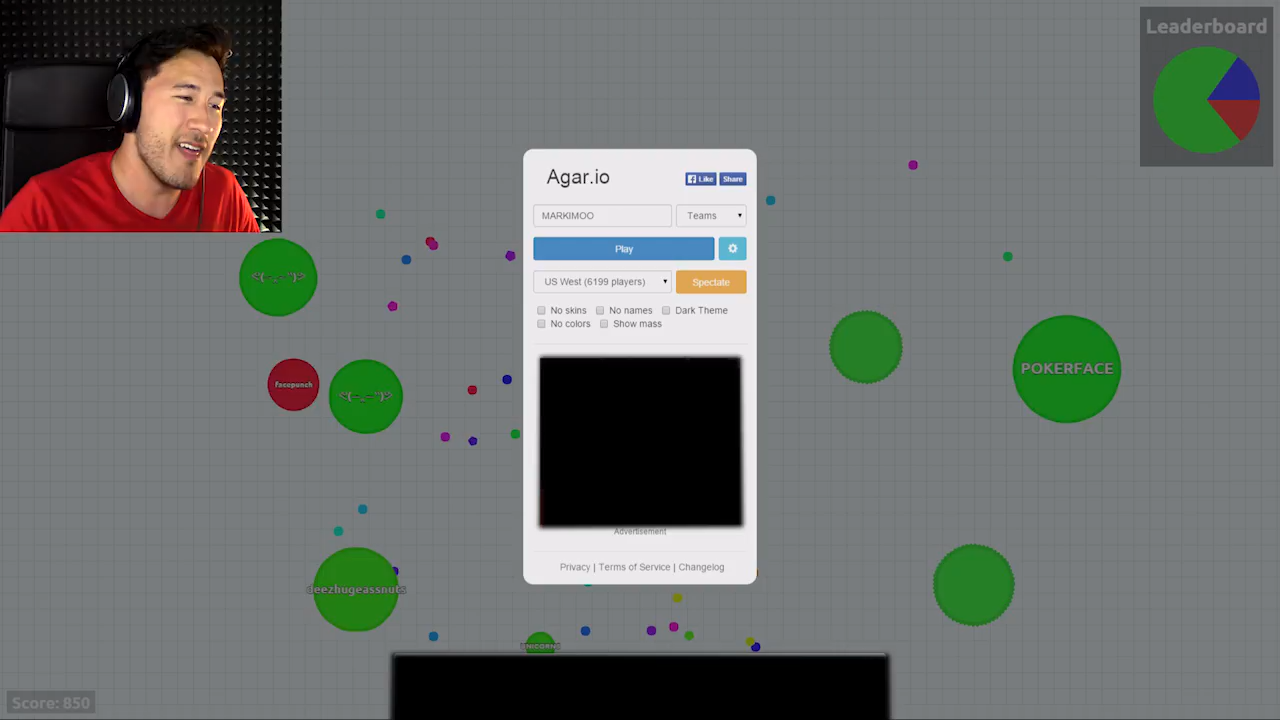 Leaderboard
Agar.io
Like
Share
MARKIMOO
Teams
Play
US West (6199 players)
Spectate
No skins
No names
Dark Theme
No colors
Show mass
facepunch
POKERFACE
Advertisement
Privacy | Terms of Service | Changelog
deezhugeassnuts
UNICORNS
Score: 850